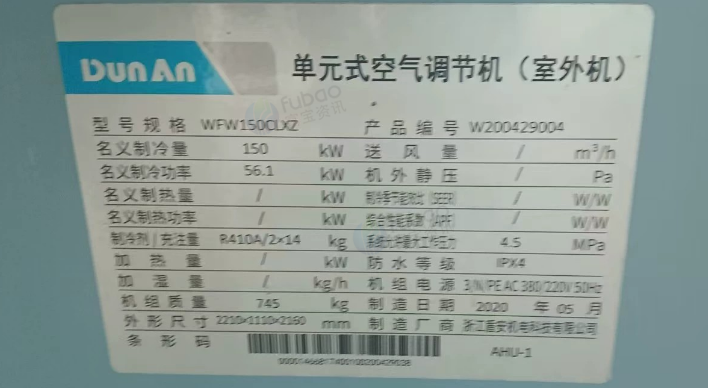 DunAn 单元式空气调节机（室外机）
型号规格 WFW150CLXZ 产品编号 W200429004
名义制冷量 150 kW 送风量 / m³/h
名义制冷功率 56.1 kW 机外静压 / Pa
名义制热量 / kW 制冷季节能效比（SEER） / W/W
名义制热功率 / kW 综合性能系数（APF） / W/W
制冷剂/充注量 R410A/2×14 kg 系统允许最大工作压力 4.5 MPa
加热量 / kW 防水等级 IPX4
加湿量 / kg/h 机组电源 3/N/PE AC 380/220V 50Hz
机组质量 745 kg 制造日期 2020 年 05 月
外形尺寸 2210×1110×2160 mm 制造厂商 浙江盾安机电科技有限公司
条形码 AHU-1
Fubao